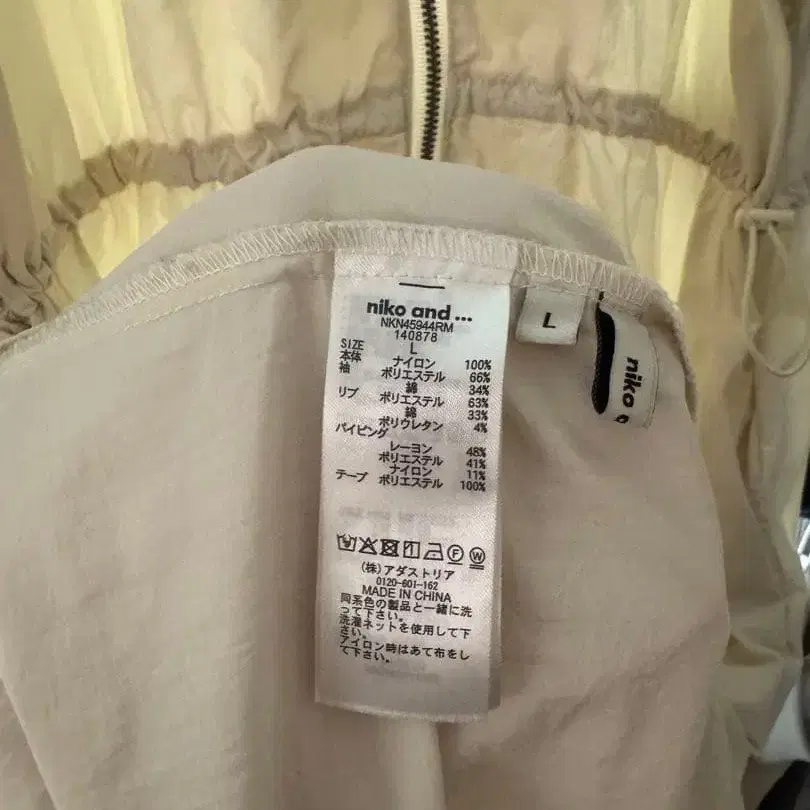 niko and ...
NKN45944RM
140878
SIZE L
本体 ナイロン 100%
袖 ポリエステル 66%
綿 34%
リブ ポリエステル 63%
綿 33%
ポリウレタン 4%
パイピング
レーヨン 48%
ポリエステル 41%
ナイロン 11%
テープ ポリエステル 100%
(株)アダストリア
0120-601-162
MADE IN CHINA
同系色の製品と一緒に洗
って下さい。
洗濯ネットを使用して下
さい。
アイロン時はあて布をし
て下さい。
L
niko